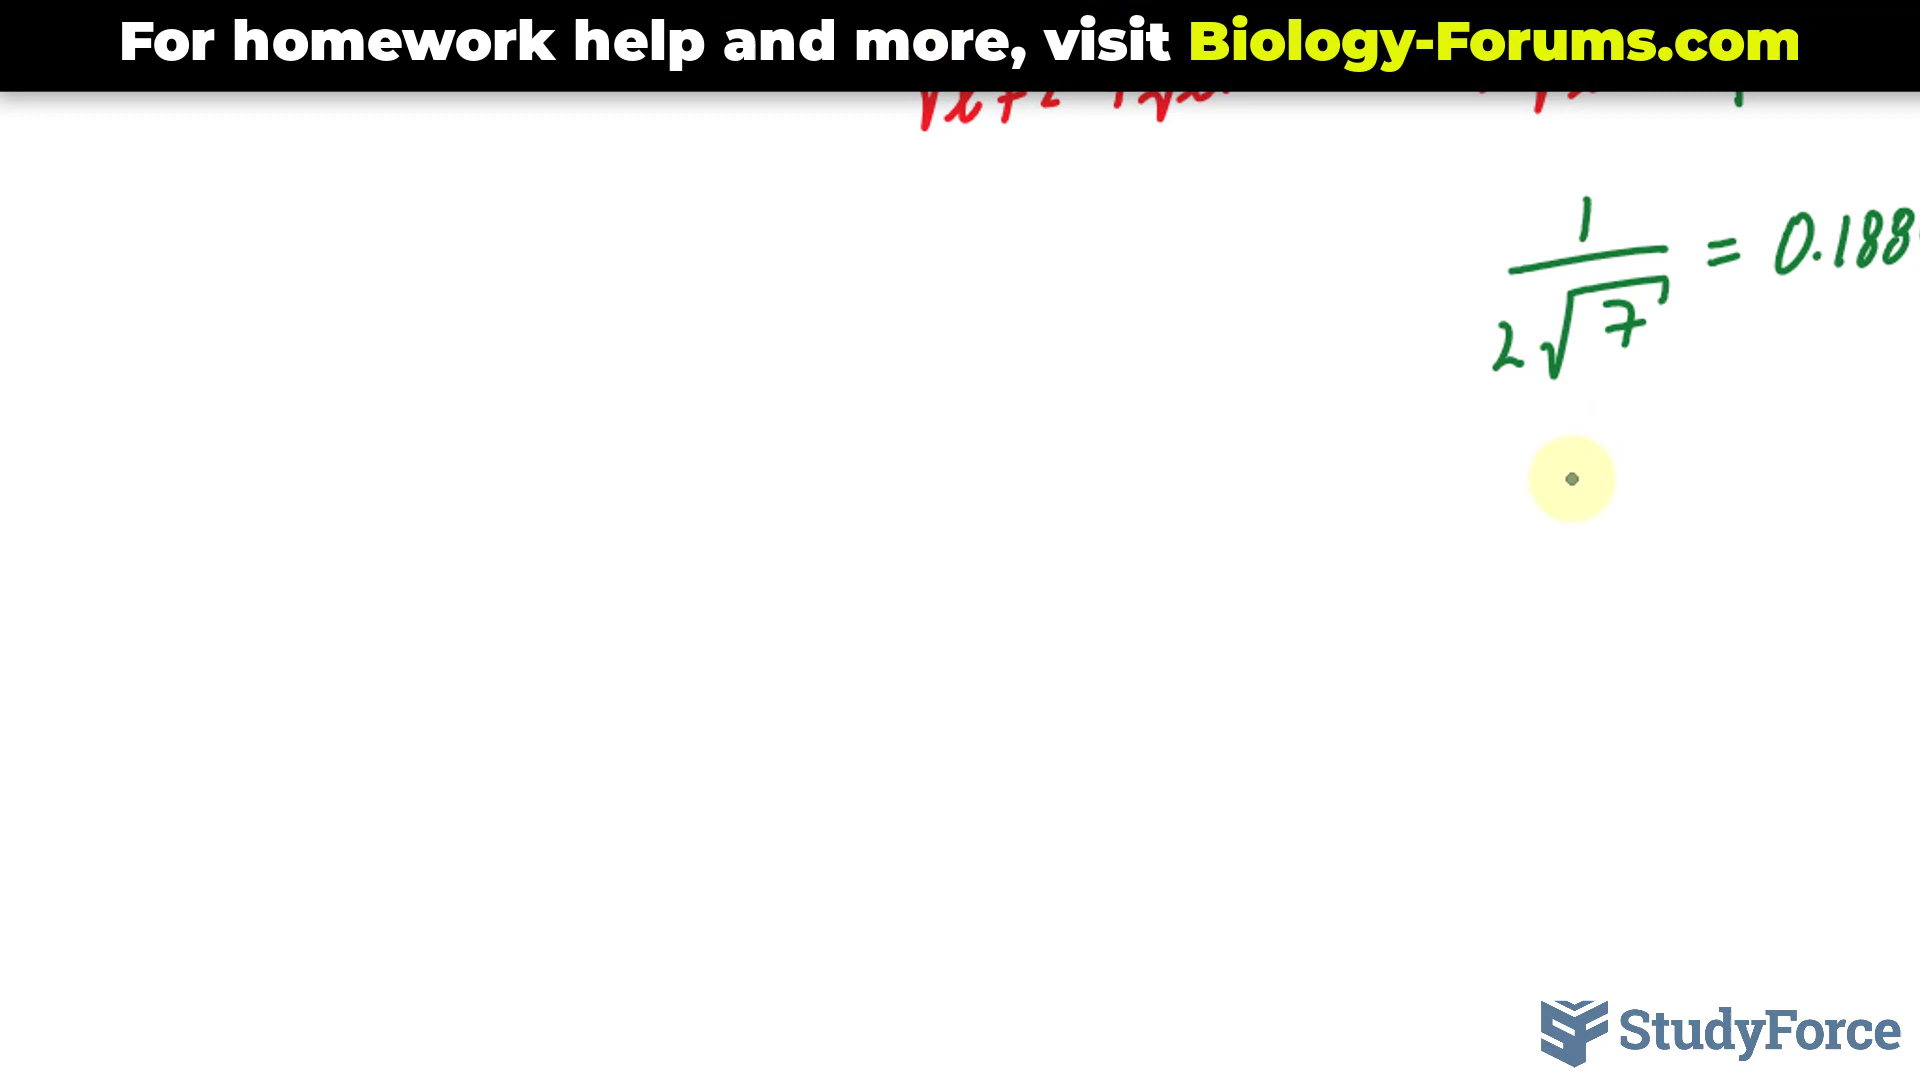 For homework help and more, visit Biology-Forums.com
1
2√7 = 0.188
StudyForce